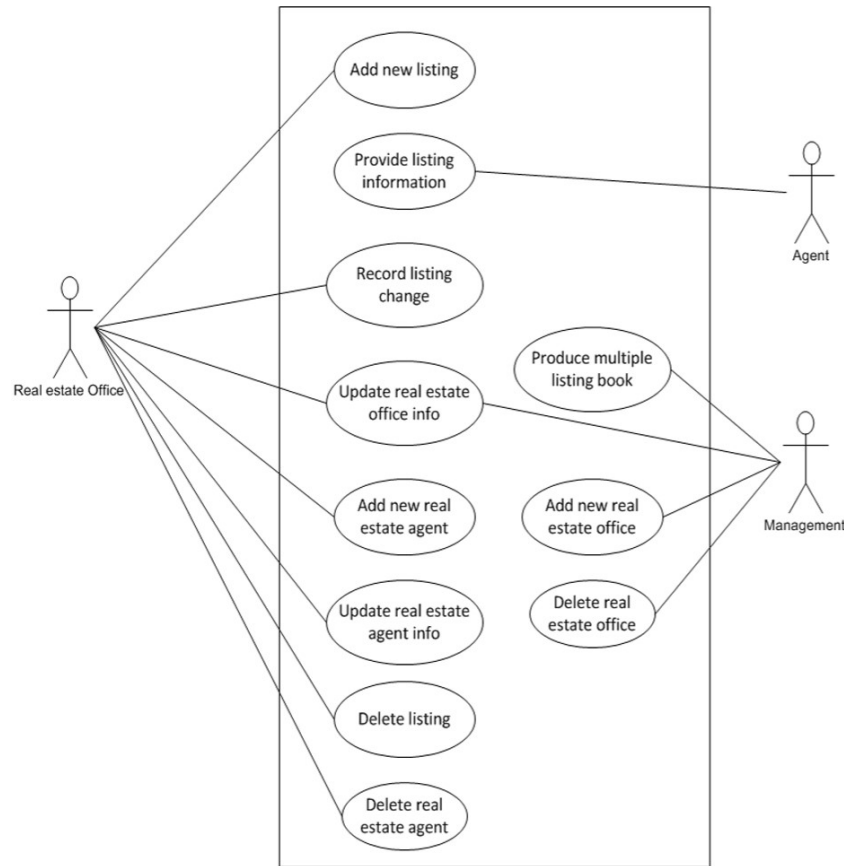 Add new listing
Provide listing
information
Agent
Record listing
change
Real estate Office
Produce multiple
listing book
Update real estate
office info
Add new real
estate agent
Add new real
estate office
Management
Update real estate
agent info
Delete real
estate office
Delete listing
Delete real
estate agent